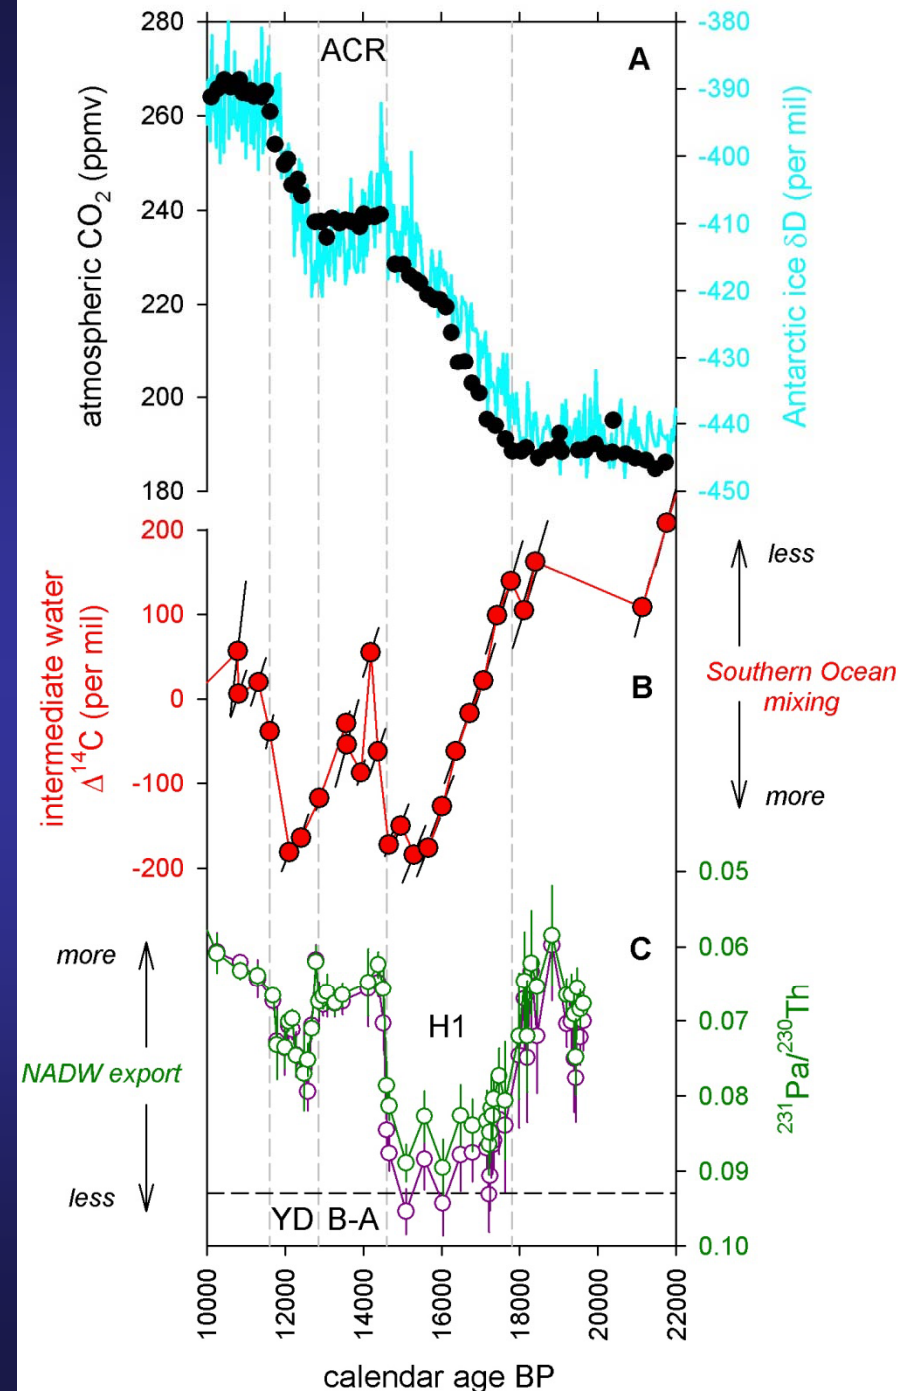 280
260
240
220
200
180
atmospheric CO2 (ppmv)
ACR
A
-380
-390
-400
-410
-420
-430
-440
-450
Antarctic ice δD (per mil)
200
100
0
-100
-200
intermediate water
Δ14C (per mil)
B
less
Southern Ocean
mixing
more
more
NADW export
less
C
H1
YD
B-A
0.05
0.06
0.07
0.08
0.09
0.10
231Pa/230Th
10000
12000
14000
16000
18000
20000
22000
calendar age BP